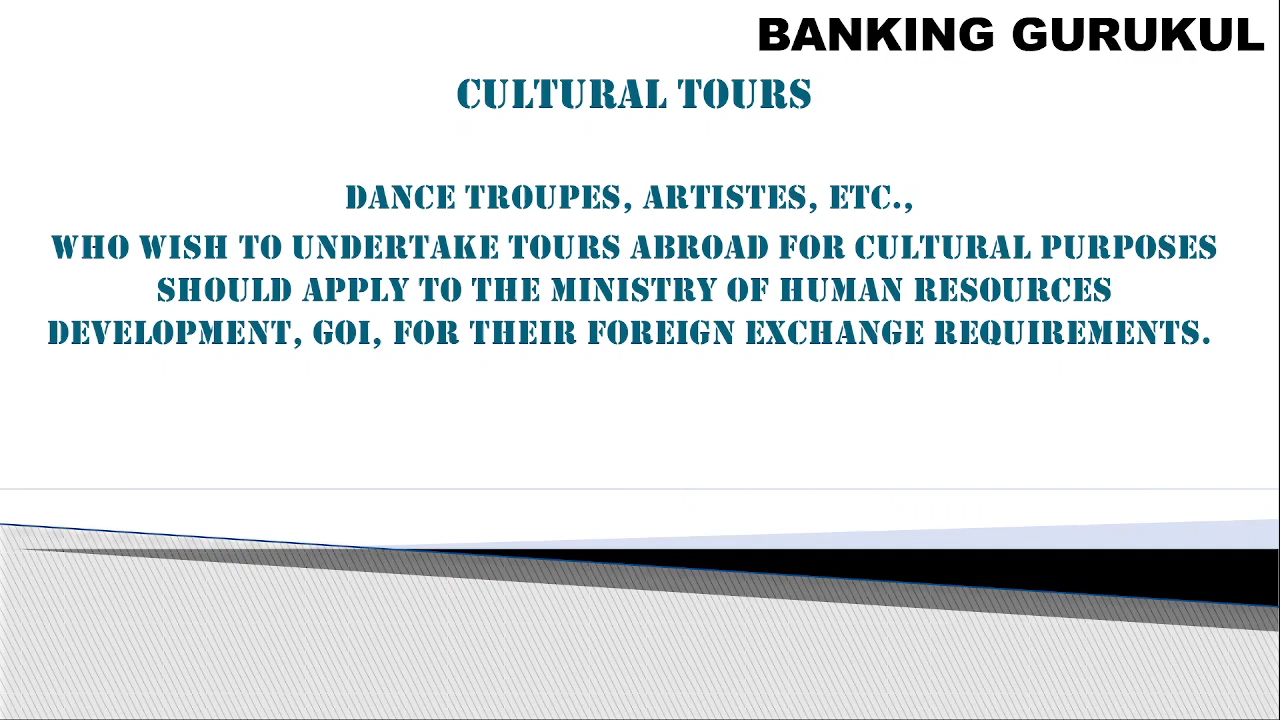 BANKING GURUKUL
CULTURAL TOURS
DANCE TROUPES, ARTISTES, ETC.,
WHO WISH TO UNDERTAKE TOURS ABROAD FOR CULTURAL PURPOSES
SHOULD APPLY TO THE MINISTRY OF HUMAN RESOURCES
DEVELOPMENT, GOI, FOR THEIR FOREIGN EXCHANGE REQUIREMENTS.